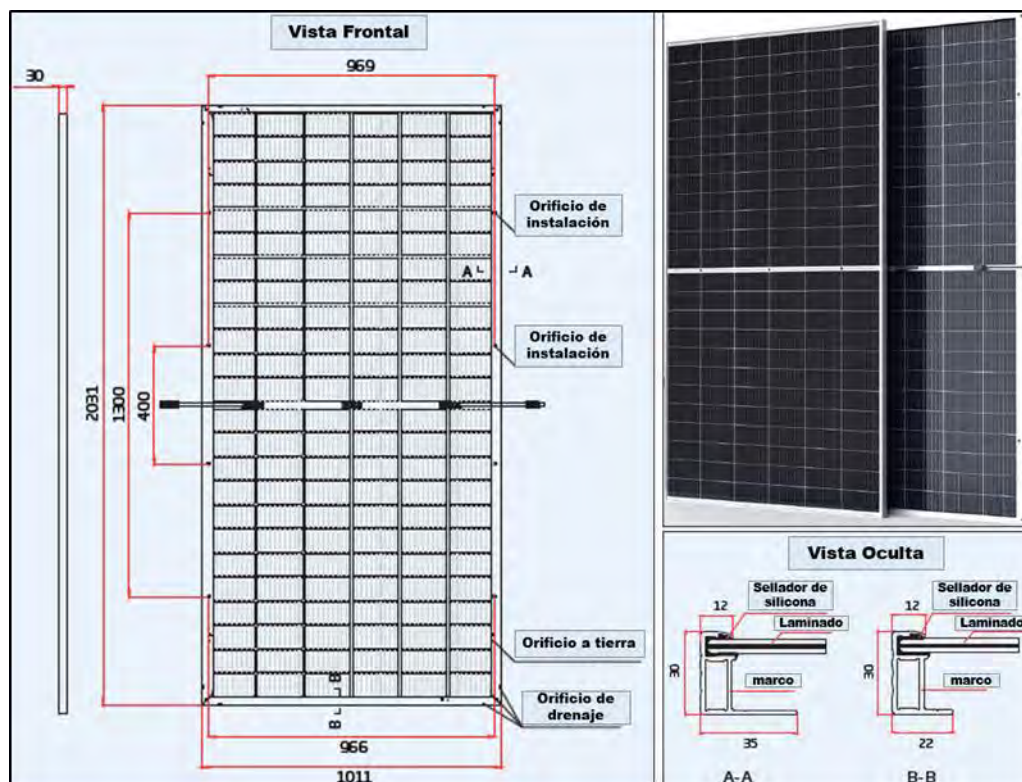 Vista Frontal
30
969
Orificio de
instalación
A
A
Orificio de
instalación
2031
1300
400
Orificio a tierra
B
B
Orificio de
drenaje
966
1011
Vista Oculta
12
Sellador de
silicona
Laminado
30
marco
35
A-A
12
Sellador de
silicona
Laminado
30
marco
22
B-B